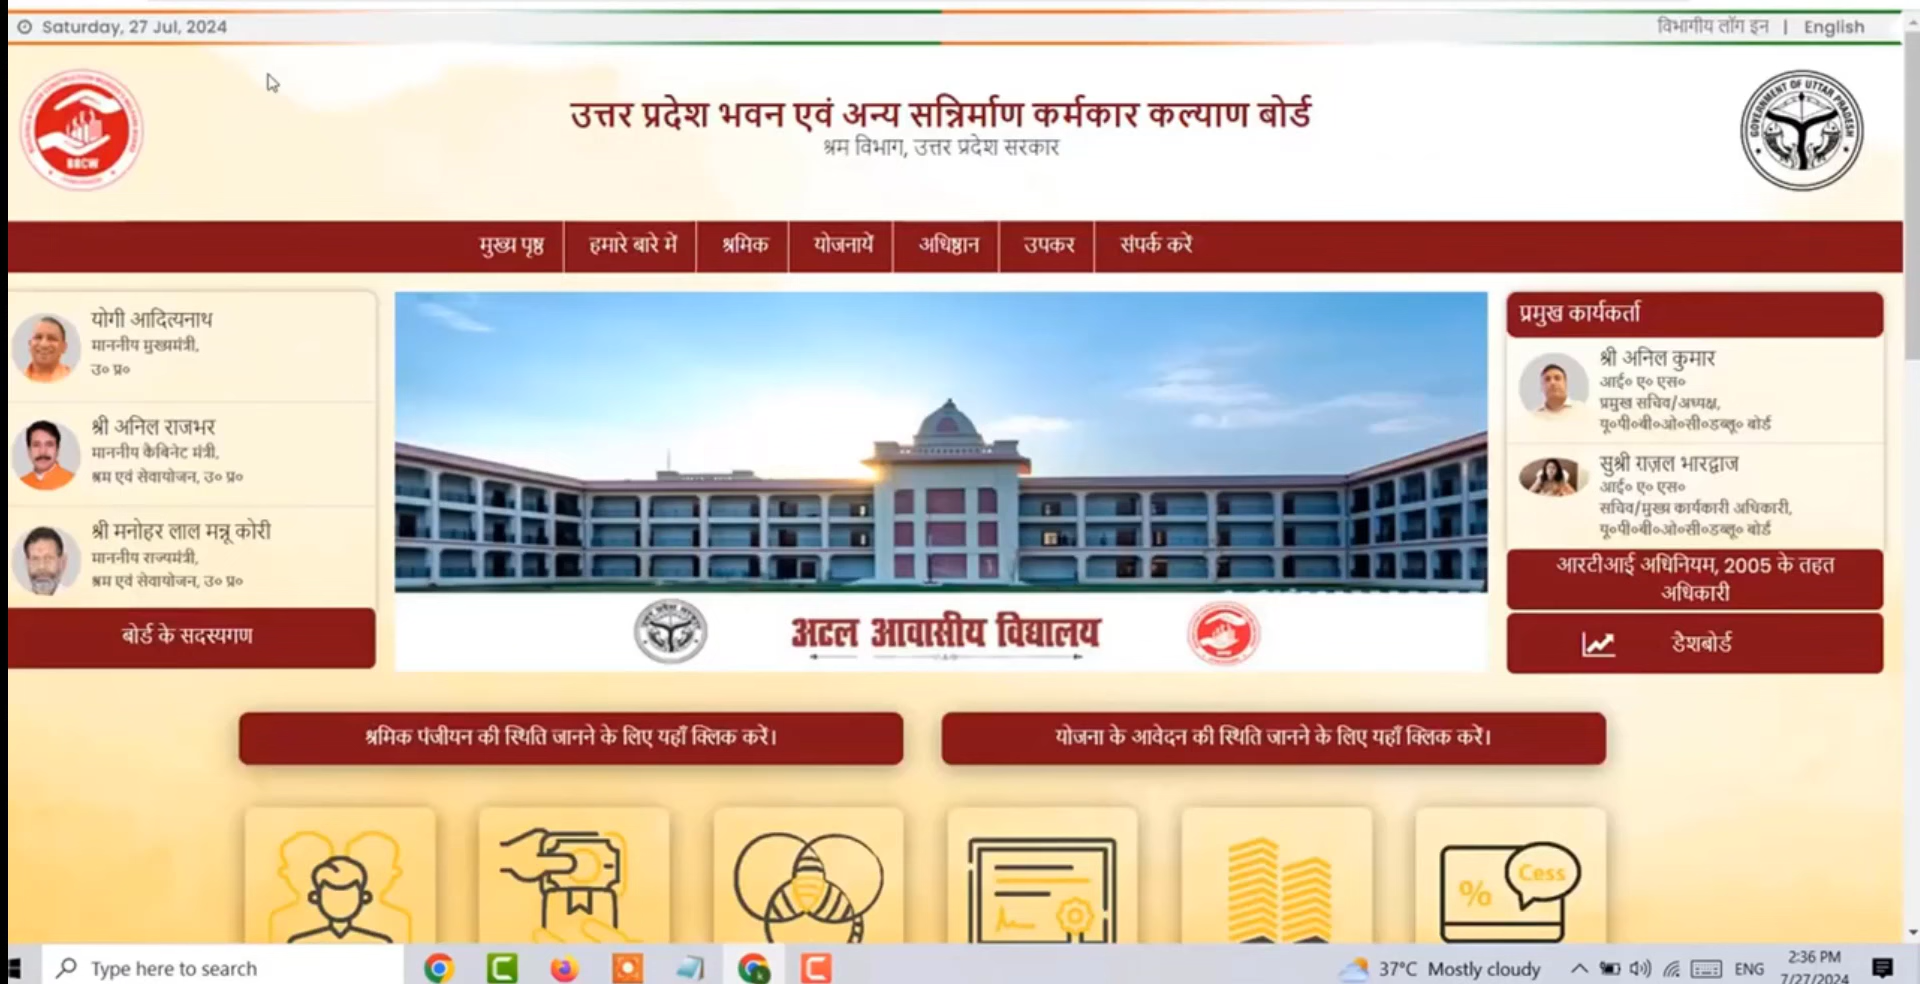 Saturday, 27 Jul, 2024
विभागीय लॉग इन | English
उत्तर प्रदेश भवन एवं अन्य सन्निर्माण कर्मकार कल्याण बोर्ड
श्रम विभाग, उत्तर प्रदेश सरकार
BBCW
GOVERNMENT OF UTTAR PRADESH
मुख्य पृष्ठ
हमारे बारे में
श्रमिक
योजनायें
अधिष्ठान
उपकर
संपर्क करें
योगी आदित्यनाथ
माननीय मुख्यमंत्री,
उ० प्र०
श्री अनिल राजभर
माननीय कैबिनेट मंत्री,
श्रम एवं सेवायोजन, उ० प्र०
श्री मनोहर लाल मन्नू कोरी
माननीय राज्यमंत्री,
श्रम एवं सेवायोजन, उ० प्र०
बोर्ड के सदस्यगण
अटल आवासीय विद्यालय
प्रमुख कार्यकर्ता
श्री अनिल कुमार
आई० ए० एस०
प्रमुख सचिव/अध्यक्ष,
यू०पी०बी०ओ०सी०डब्लू० बोर्ड
सुश्री ग़ज़ल भारद्वाज
आई० ए० एस०
सचिव/मुख्य कार्यकारी अधिकारी,
यू०पी०बी०ओ०सी०डब्लू० बोर्ड
आरटीआई अधिनियम, 2005 के तहत
अधिकारी
डैशबोर्ड
श्रमिक पंजीयन की स्थिति जानने के लिए यहाँ क्लिक करें।
योजना के आवेदन की स्थिति जानने के लिए यहाँ क्लिक करें।
% Cess
Type here to search
37°C Mostly cloudy
ENG
2:36 PM
7/27/2024